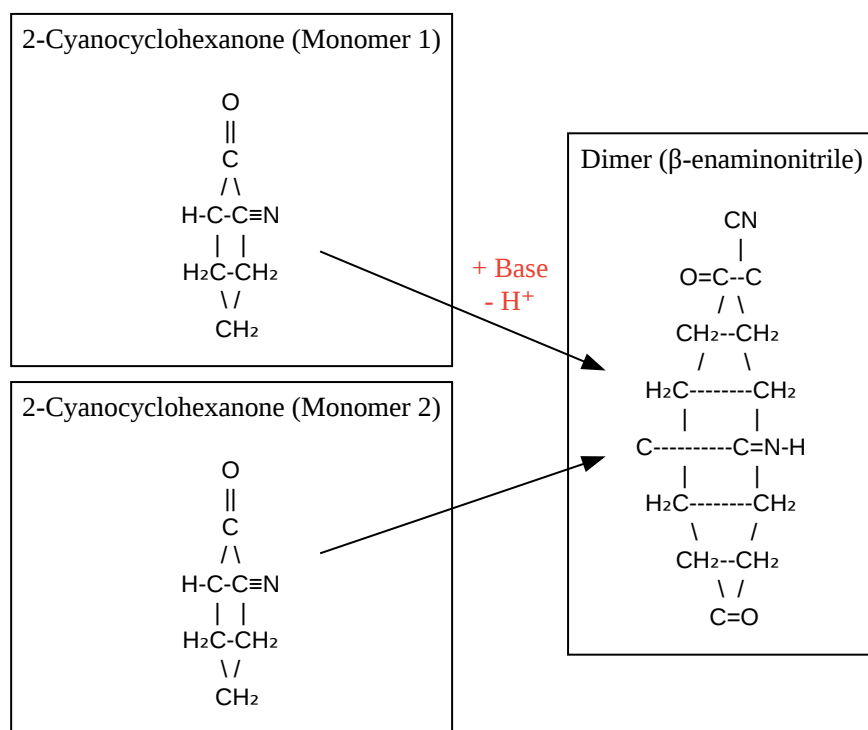 2-Cyanocyclohexanone (Monomer 1)
O
||
C
/ \
H-C-C≡N
| |
H₂C-CH₂
\ /
CH₂
+ Base
- H⁺
2-Cyanocyclohexanone (Monomer 2)
O
||
C
/ \
H-C-C≡N
| |
H₂C-CH₂
\ /
CH₂
Dimer (β-enaminonitrile)
CN
|
O=C--C
/ \
CH₂--CH₂
/ \
H₂C--------CH₂
| |
C----------C=N-H
| |
H₂C--------CH₂
\ /
CH₂--CH₂
\ /
C=O